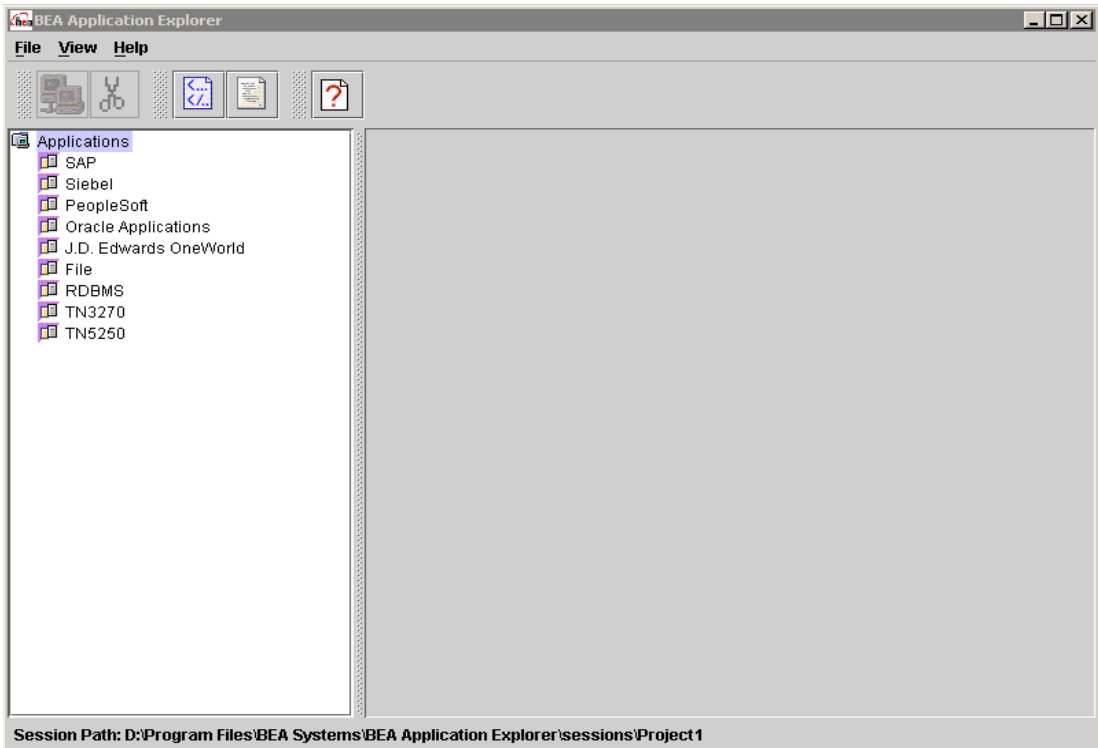 bea BEA Application Explorer
File View Help
Applications
SAP
Siebel
PeopleSoft
Oracle Applications
J.D. Edwards OneWorld
File
RDBMS
TN3270
TN5250
Session Path: D:\Program Files\BEA Systems\BEA Application Explorer\sessions\Project1